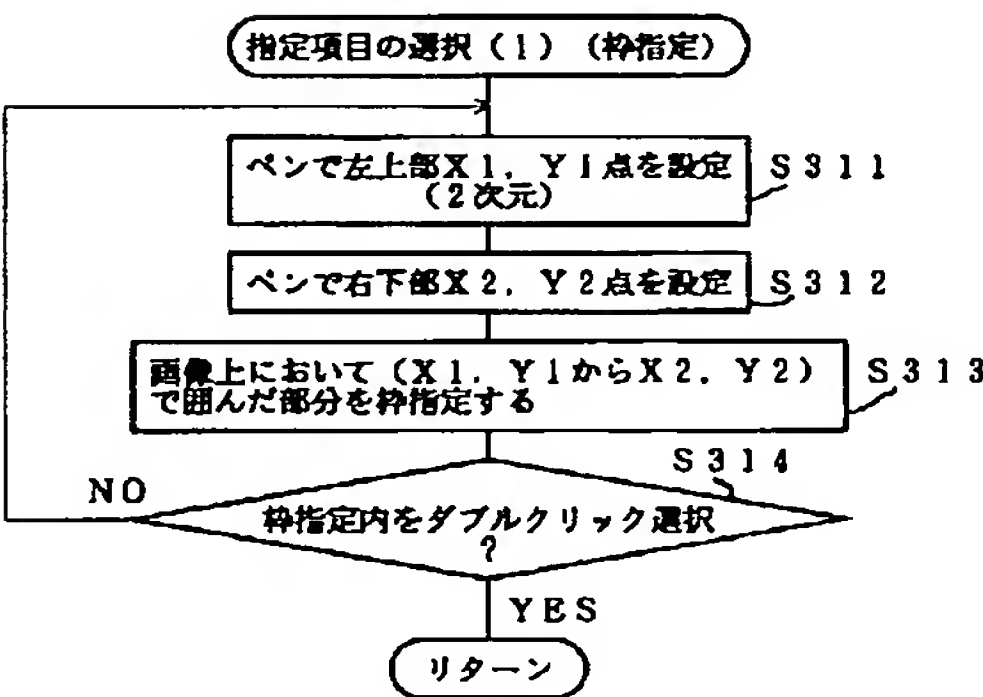 指定項目の選択（1）（枠指定）
ペンで左上部X1，Y1点を設定
（2次元）
S311
ペンで右下部X2，Y2点を設定
S312
画像上において（X1，Y1からX2，Y2）
で囲んだ部分を枠指定する
S313
S314
NO
枠指定内をダブルクリック選択
？
YES
リターン